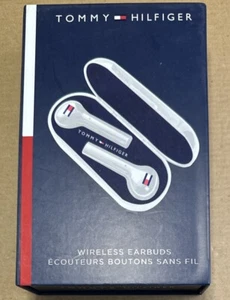 TOMMY HILFIGER
TOMMY HILFIGER
WIRELESS EARBUDS
ÉCOUTEURS BOUTONS SANS FIL